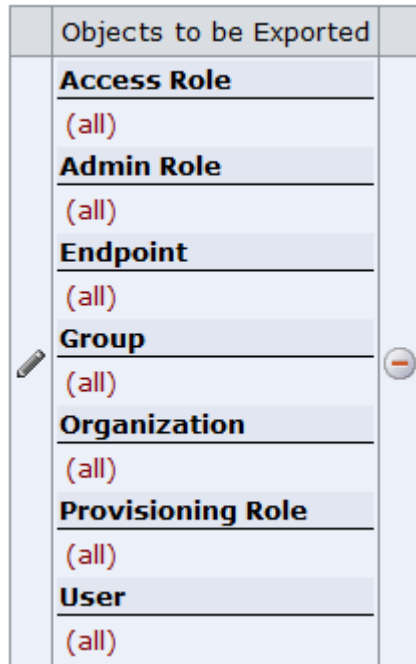 Objects to be Exported
Access Role
(all)
Admin Role
(all)
Endpoint
(all)
Group
(all)
Organization
(all)
Provisioning Role
(all)
User
(all)